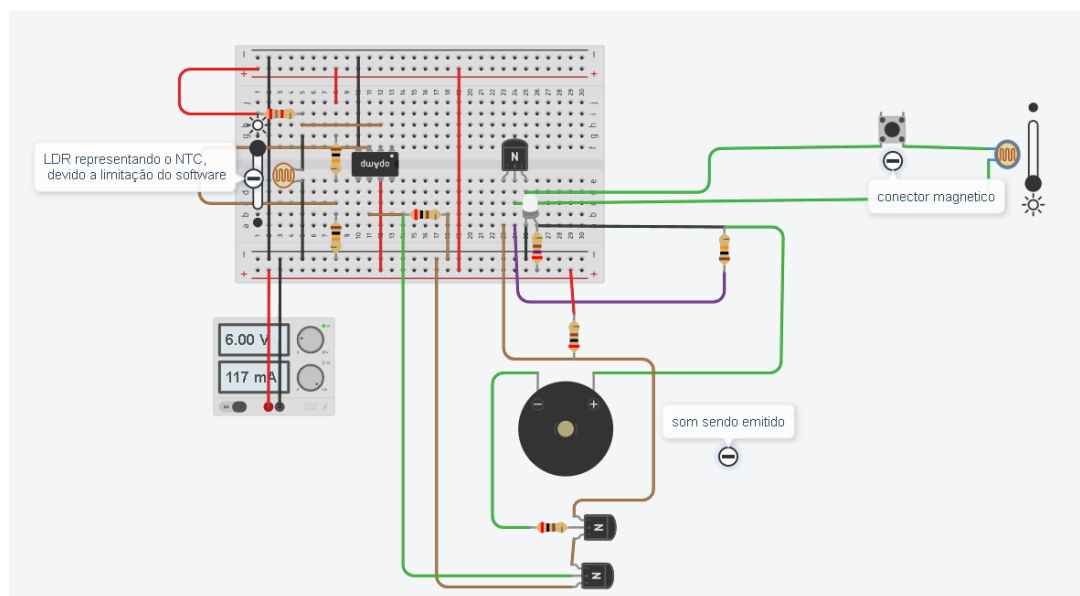 LDR representando o NTC,
devido a limitação do software
opAmp
N
conector magnetico
6.00 V
117 mA
som sendo emitido
N
N